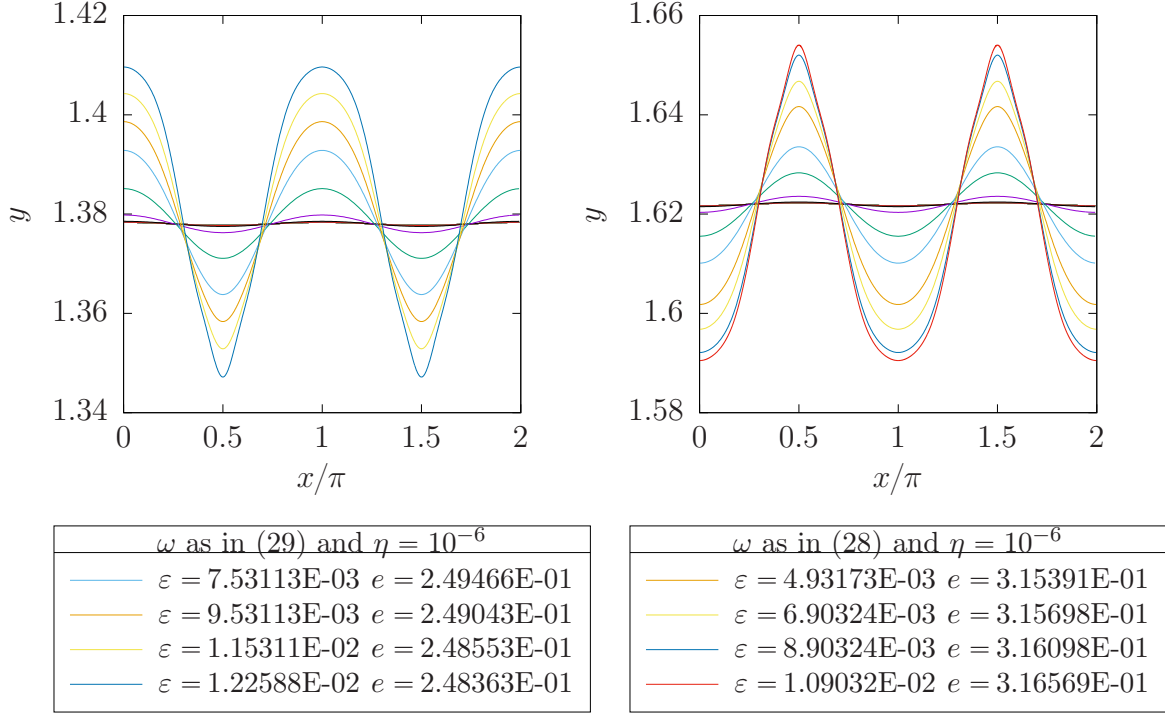 1.42
1.4
1.38
1.36
1.34
y
0 0.5 1 1.5 2
x/π
1.66
1.64
1.62
1.6
1.58
y
0 0.5 1 1.5 2
x/π
ω as in (29) and η = 10⁻⁶
ε = 7.53113E-03 e = 2.49466E-01
ε = 9.53113E-03 e = 2.49043E-01
ε = 1.15311E-02 e = 2.48553E-01
ε = 1.22588E-02 e = 2.48363E-01
ω as in (28) and η = 10⁻⁶
ε = 4.93173E-03 e = 3.15391E-01
ε = 6.90324E-03 e = 3.15698E-01
ε = 8.90324E-03 e = 3.16098E-01
ε = 1.09032E-02 e = 3.16569E-01